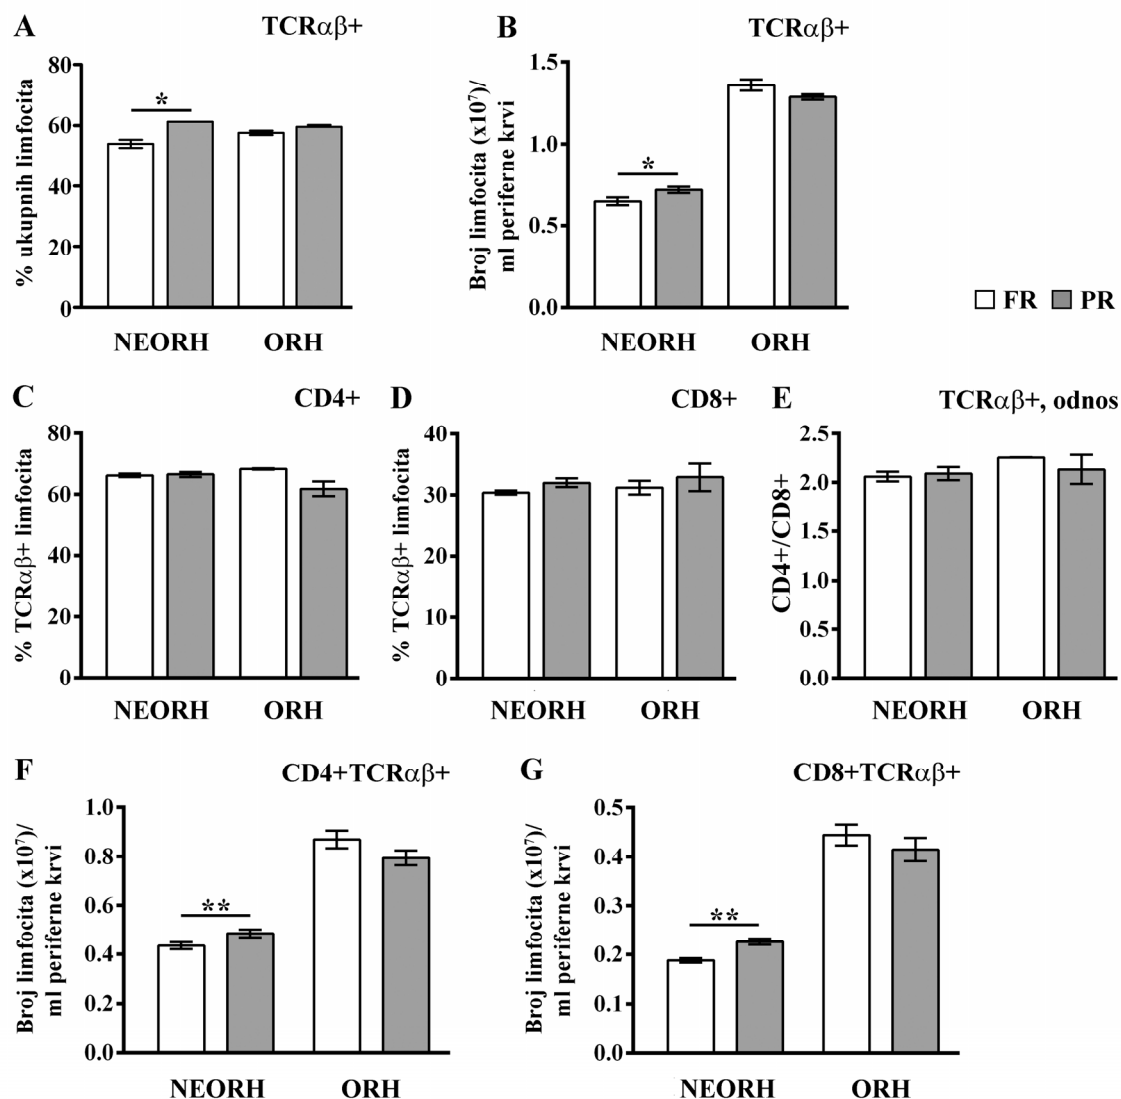 A
TCRαβ+
% ukupnih limfocita
80
60
40
20
0
*
NEORH
ORH
B
TCRαβ+
Broj limfocita (x10⁷)/
ml periferne krvi
1.5
1.0
0.5
0.0
*
NEORH
ORH
FR
PR
C
CD4+
% TCRαβ+ limfocita
80
60
40
20
0
NEORH
ORH
D
CD8+
% TCRαβ+ limfocita
40
30
20
10
0
NEORH
ORH
E
TCRαβ+, odnos
CD4+/CD8+
2.5
2.0
1.5
1.0
0.5
0.0
NEORH
ORH
F
CD4+TCRαβ+
Broj limfocita (x10⁷)/
ml periferne krvi
1.0
0.8
0.6
0.4
0.2
0.0
**
NEORH
ORH
G
CD8+TCRαβ+
Broj limfocita (x10⁷)/
ml periferne krvi
0.5
0.4
0.3
0.2
0.1
0.0
**
NEORH
ORH